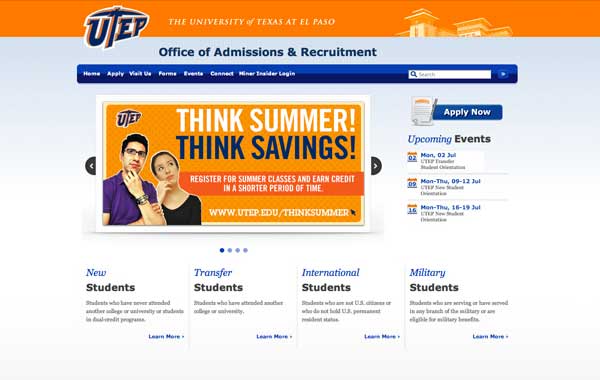 UTEP
THE UNIVERSITY of TEXAS AT EL PASO
Office of Admissions & Recruitment
Home Apply Visit Us Forms Events Connect Miner Insider Login
Search
UTEP
THINK SUMMER!
THINK SAVINGS!
REGISTER FOR SUMMER CLASSES AND EARN CREDIT
IN A SHORTER PERIOD OF TIME.
WWW.UTEP.EDU/THINKSUMMER
Apply Now
Upcoming Events
02
Mon, 02 Jul
UTEP Transfer
Student Orientation
09
Mon-Thu, 09-12 Jul
UTEP New Student
Orientation
16
Mon-Thu, 16-19 Jul
UTEP New Student
Orientation
New
Students
Students who have never attended
another college or university or students
in dual-credit programs.
Learn More ›
Transfer
Students
Students who have attended another
college or university.
Learn More ›
International
Students
Students who are not U.S. citizens or
who do not hold U.S. permanent
resident status.
Learn More ›
Military
Students
Students who are serving or have served
in any branch of the military or are
eligible for military benefits.
Learn More ›